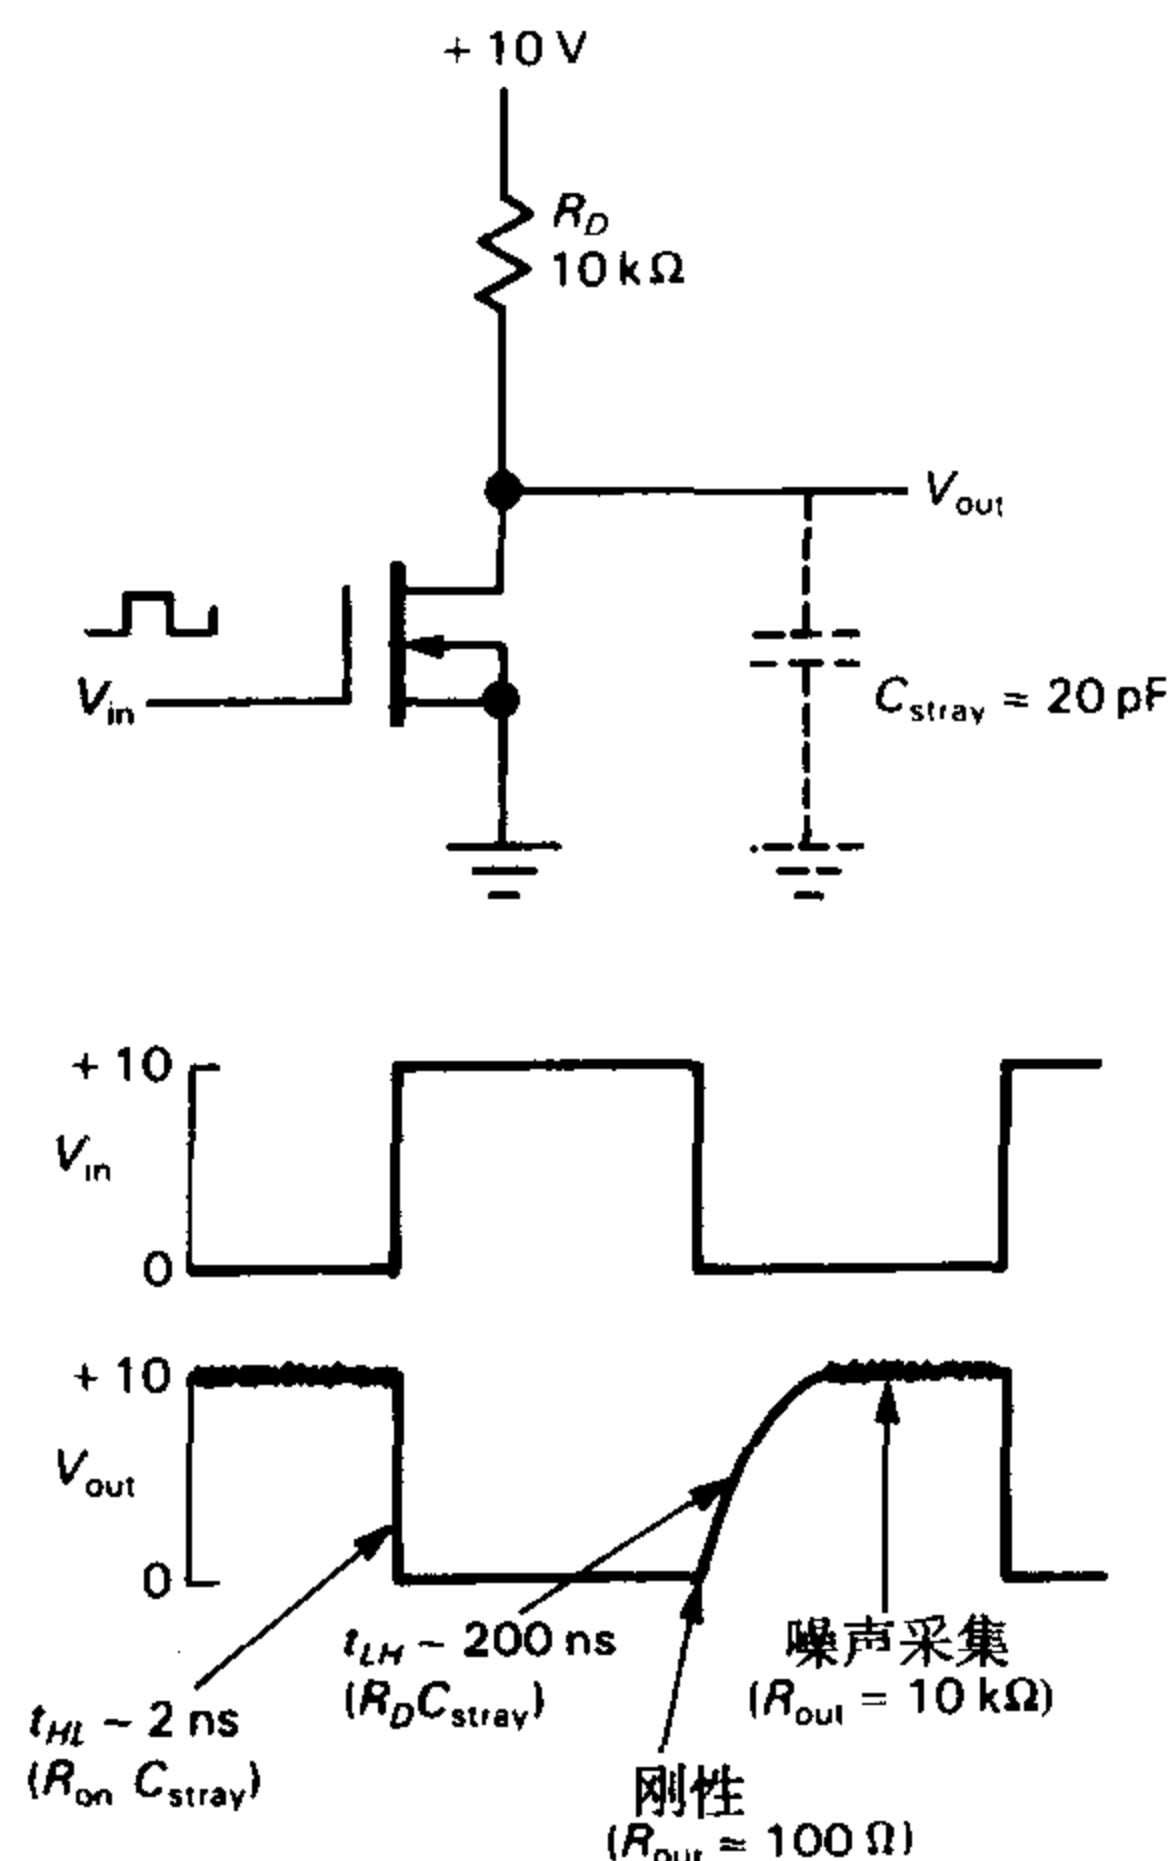 + 10 V
R_D
10 kΩ
V_out
V_in
C_stray = 20 pF
+ 10
V_in
0
+ 10
V_out
0
t_HL ~ 2 ns
(R_on C_stray)
t_LH ~ 200 ns
(R_D C_stray)
刚性
(R_out ≈ 100 Ω)
噪声采集
(R_out = 10 kΩ)